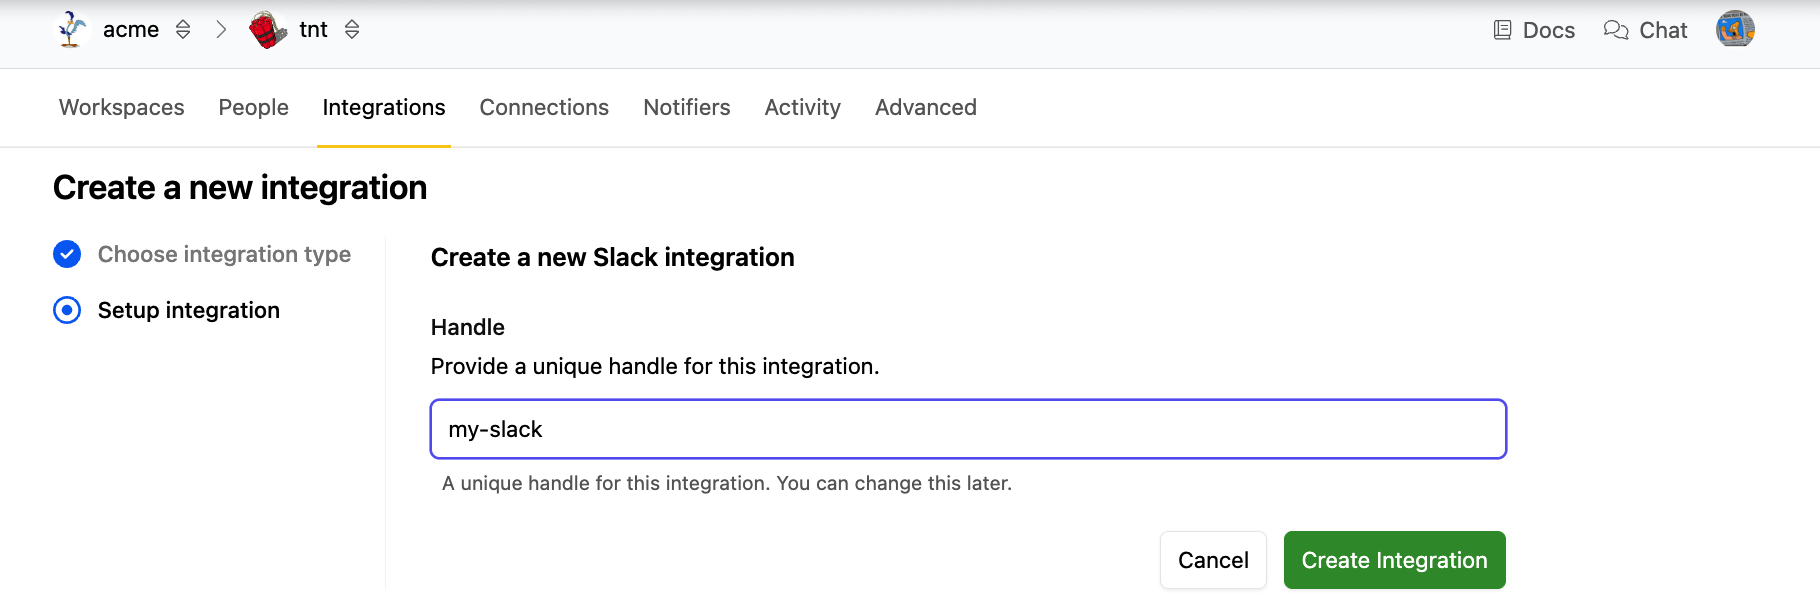 acme tnt Docs Chat
Workspaces People Integrations Connections Notifiers Activity Advanced
Create a new integration
Choose integration type
Setup integration
Create a new Slack integration
Handle
Provide a unique handle for this integration.
my-slack
A unique handle for this integration. You can change this later.
Cancel Create Integration